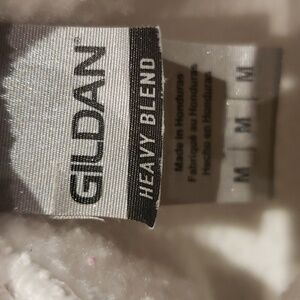 GILDAN®
HEAVY BLEND
Made in Honduras
Fabriqué au Honduras
Hecho en Honduras
M M M